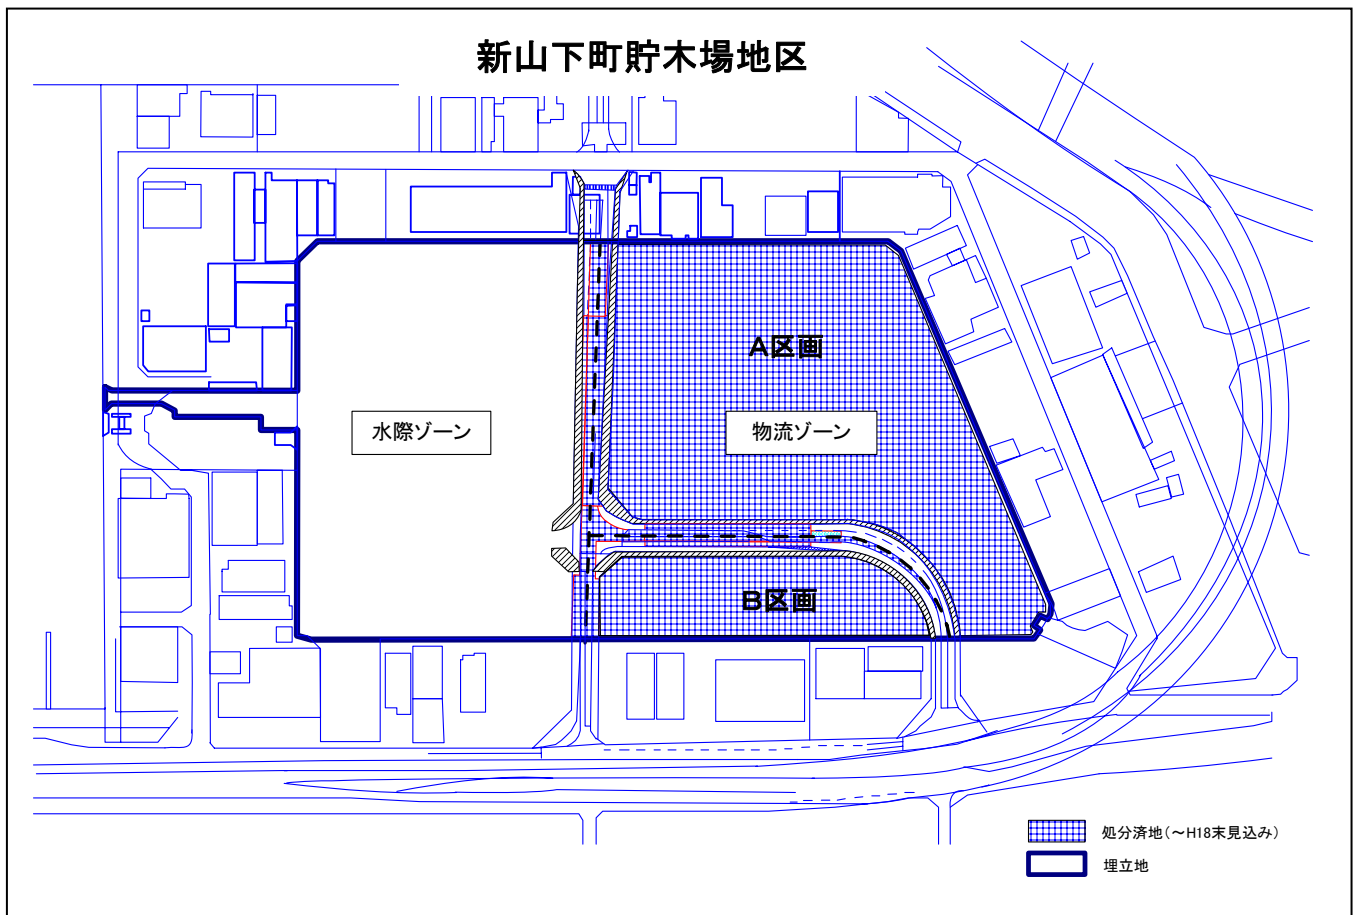 新山下町貯木場地区
A区画
水際ゾーン
物流ゾーン
B区画
処分済地(～H18末見込み)
埋立地